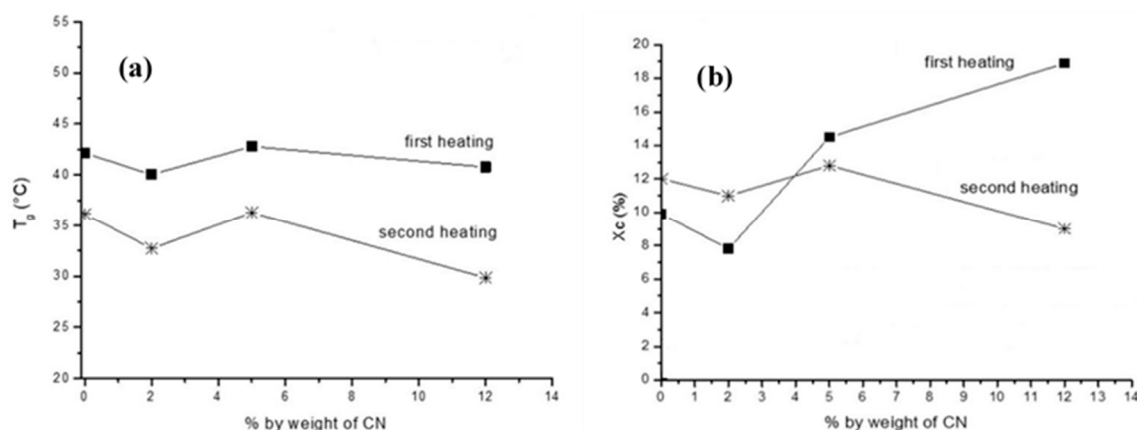 (a)
55
50
45
40
35
30
25
20
Tg (°C)
first heating
second heating
0 2 4 6 8 10 12 14
% by weight of CN
(b)
20
18
16
14
12
10
8
6
4
2
0
Xc (%)
first heating
second heating
0 1 2 3 4 5 6 7 8 9 10 11 12 13 14
% by weight of CN